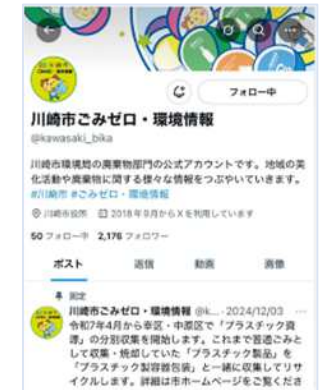 フォロー中
川崎市ごみゼロ・環境情報
@kawasaki_bika
川崎市環境局の廃棄物部門の公式アカウントです。地域の美
化活動や廃棄物に関する様々な情報をつぶやいていきます。
#川崎市 #ごみゼロ・環境情報
川崎市役所 2018年9月からXを利用しています
50 フォロー中 2,176 フォロワー
ポスト 返信 動画 画像
固定
川崎市ごみゼロ・環境情報 @k... · 2024/12/03 ...
令和7年4月から幸区・中原区で「プラスチック資
源」の分別収集を開始します。これまで普通ごみと
して収集・焼却していた「プラスチック製品」を
「プラスチック製容器包装」と一緒に収集してリサ
イクルします。詳細は市ホームページをご覧くださ